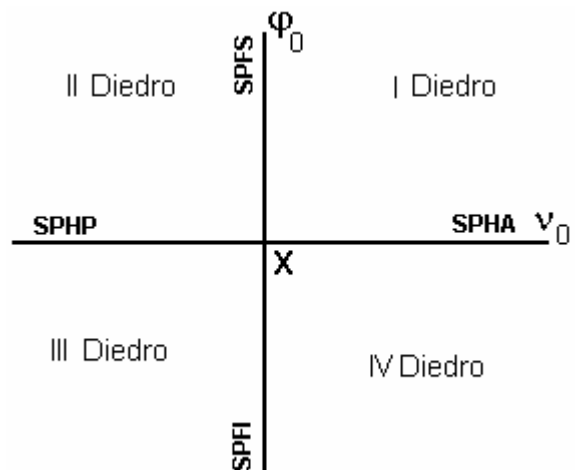 φ0
SPFS
II Diedro
I Diedro
SPHP
SPHA ν0
X
III Diedro
IV Diedro
SPFI